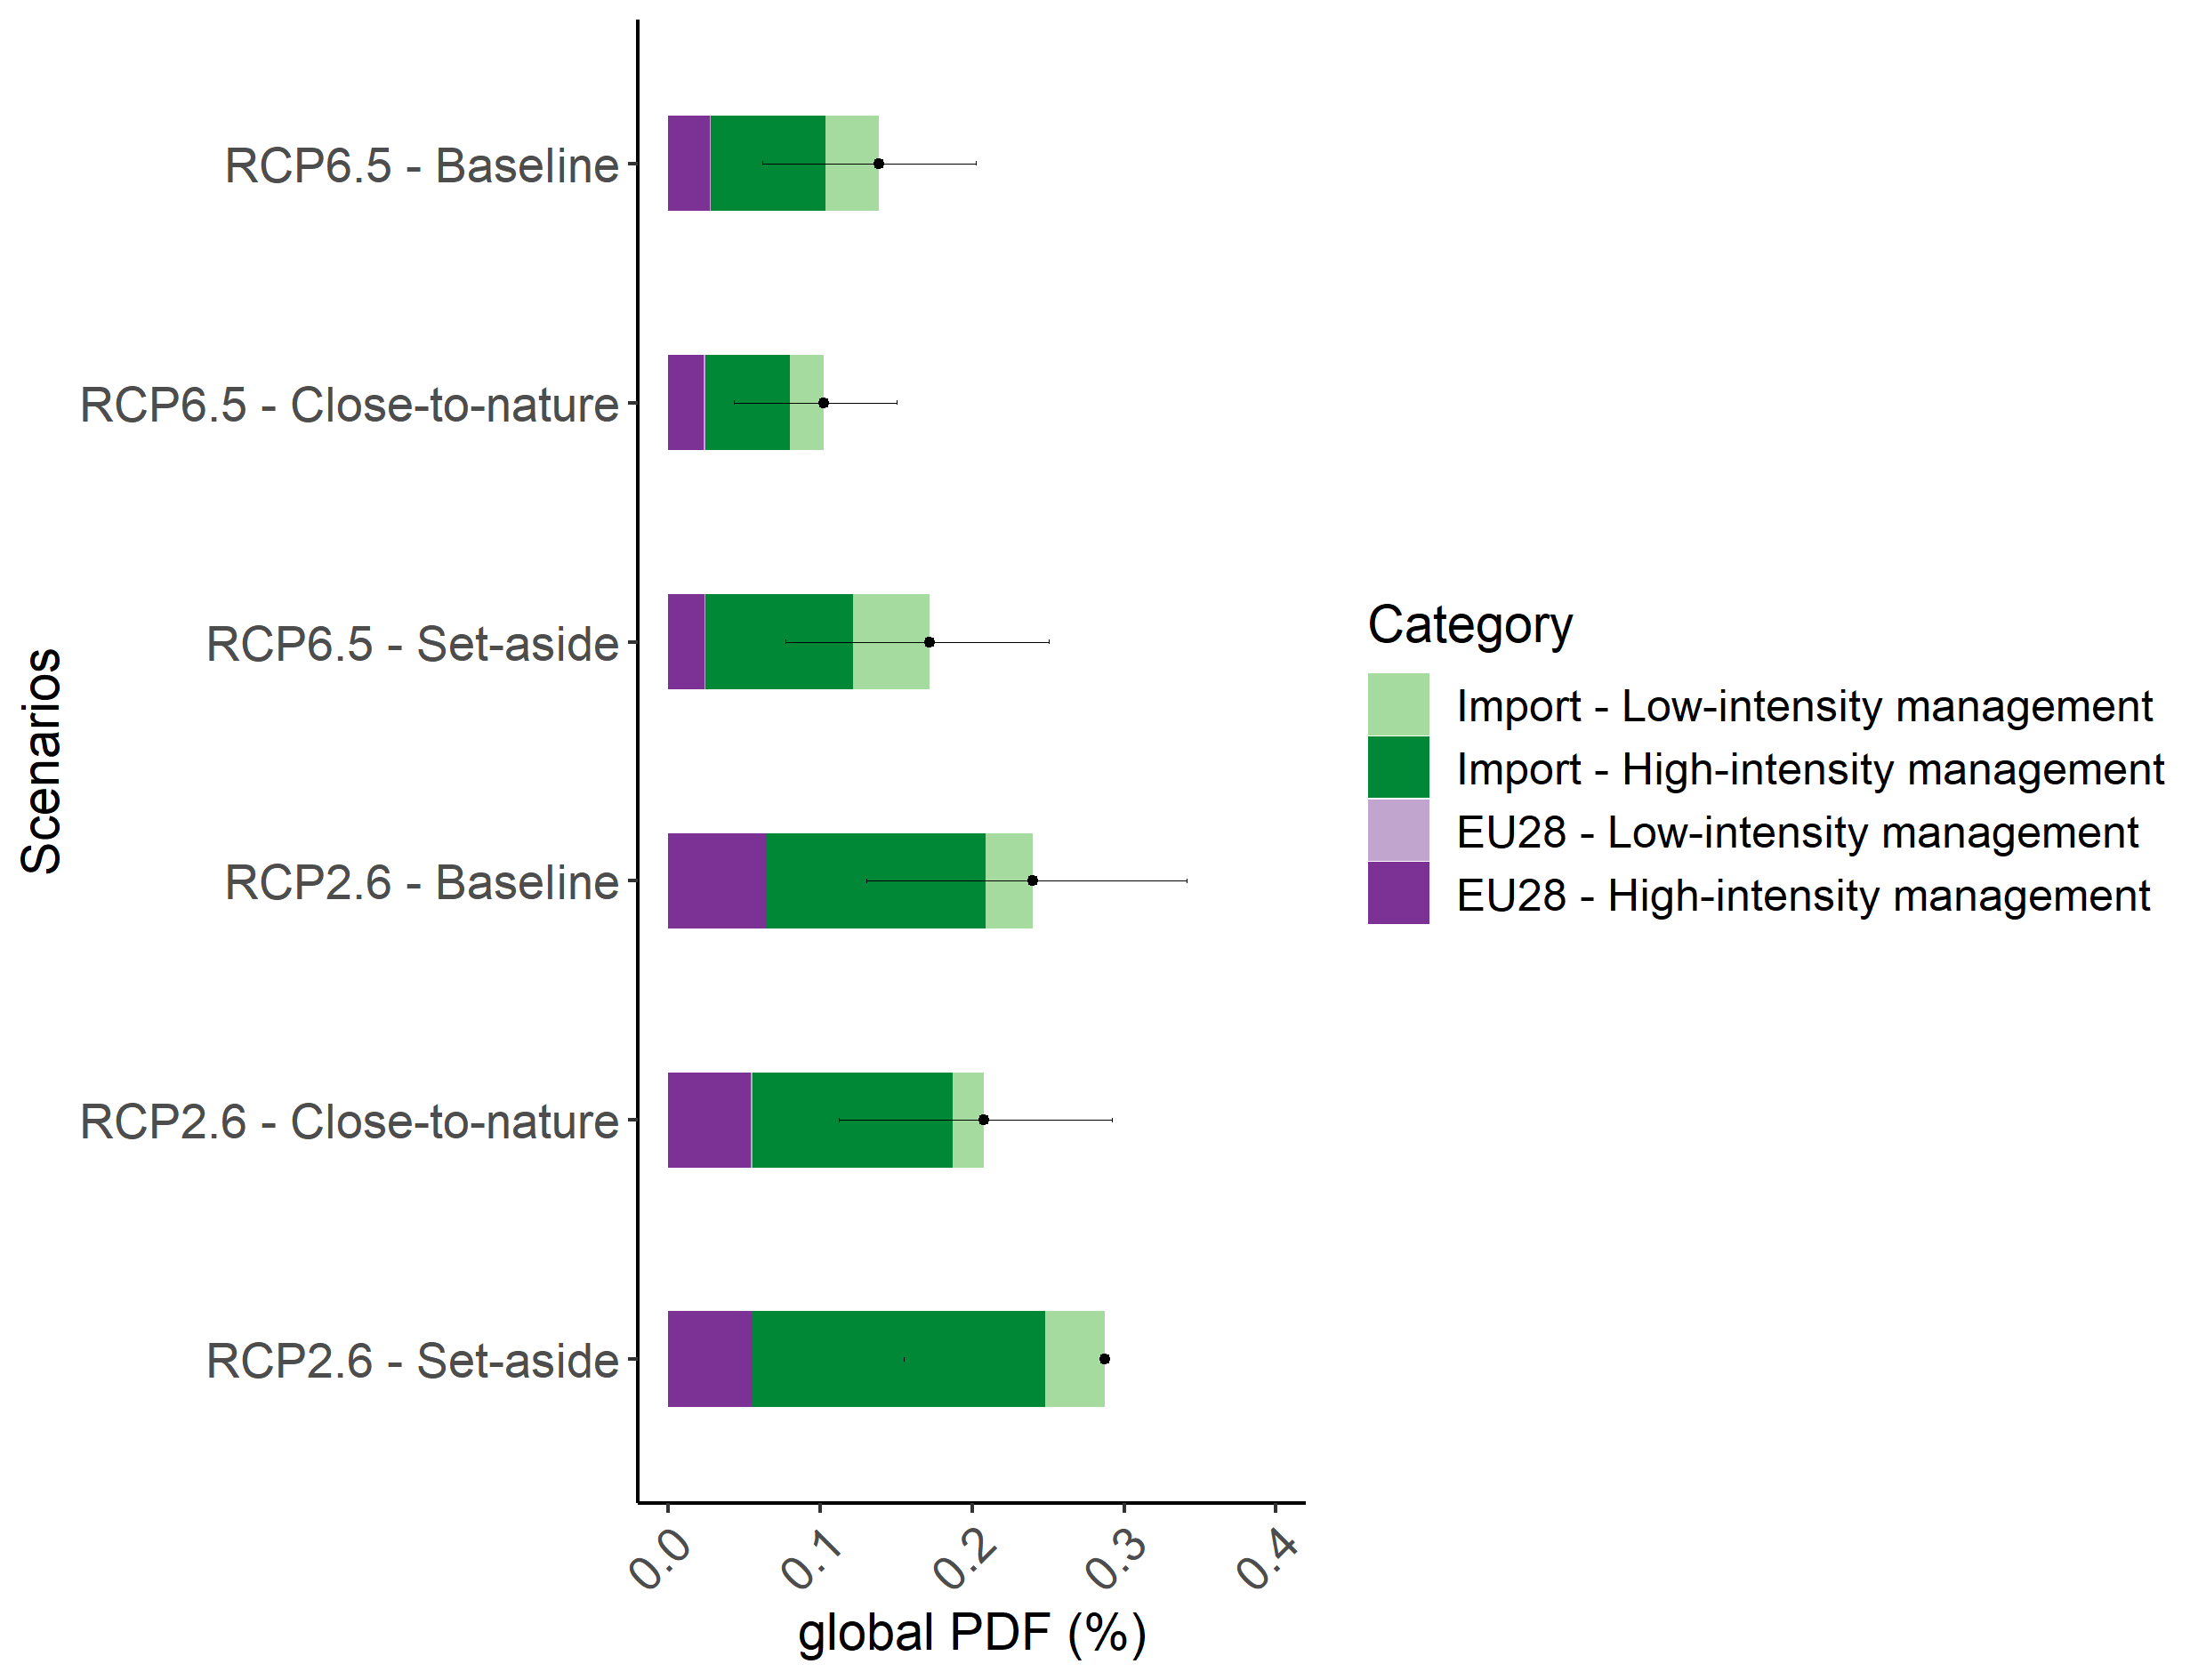 RCP6.5 - Baseline
RCP6.5 - Close-to-nature
RCP6.5 - Set-aside
RCP2.6 - Baseline
RCP2.6 - Close-to-nature
RCP2.6 - Set-aside
Scenarios
0.0
0.1
0.2
0.3
0.4
global PDF (%)
Category
Import - Low-intensity management
Import - High-intensity management
EU28 - Low-intensity management
EU28 - High-intensity management